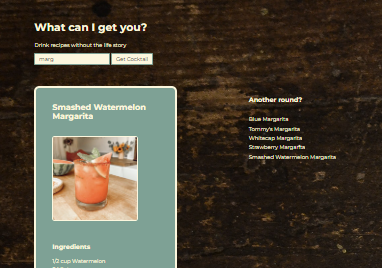 What can I get you?
Drink recipes without the life story
marg
Get Cocktail
Smashed Watermelon
Margarita
Ingredients
1/2 cup Watermelon
Another round?
Blue Margarita
Tommy's Margarita
Whitecap Margarita
Strawberry Margarita
Smashed Watermelon Margarita